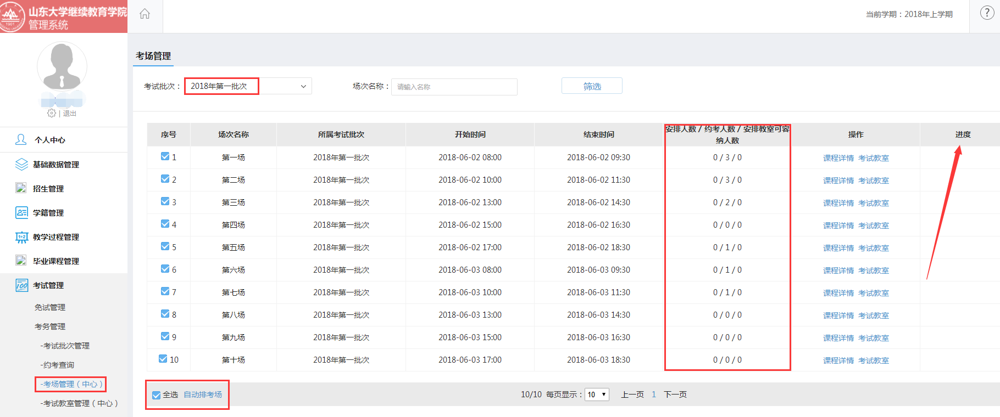 山东大学继续教育学院
管理系统
1901
当前学期：2018年上学期
?
退出
个人中心
基础数据管理
招生管理
学籍管理
教学过程管理
毕业课程管理
考试管理
免试管理
考务管理
-考试批次管理
-约考查询
-考场管理（中心）
-考试教室管理（中心）
考场管理
考试批次： 2018年第一批次 场次名称： 请输入名称 筛选
序号 场次名称 所属考试批次 开始时间 结束时间 安排人数 / 约考人数 / 安排教室可容纳人数 操作 进度
1 第一场 2018年第一批次 2018-06-02 08:00 2018-06-02 09:30 0 / 3 / 0 课程详情 考试教室
2 第二场 2018年第一批次 2018-06-02 10:00 2018-06-02 11:30 0 / 3 / 0 课程详情 考试教室
3 第三场 2018年第一批次 2018-06-02 13:00 2018-06-02 14:30 0 / 2 / 0 课程详情 考试教室
4 第四场 2018年第一批次 2018-06-02 15:00 2018-06-02 16:30 0 / 0 / 0 课程详情 考试教室
5 第五场 2018年第一批次 2018-06-02 17:00 2018-06-02 18:30 0 / 1 / 0 课程详情 考试教室
6 第六场 2018年第一批次 2018-06-03 08:00 2018-06-03 09:30 0 / 1 / 0 课程详情 考试教室
7 第七场 2018年第一批次 2018-06-03 10:00 2018-06-03 11:30 0 / 1 / 0 课程详情 考试教室
8 第八场 2018年第一批次 2018-06-03 13:00 2018-06-03 14:30 0 / 0 / 0 课程详情 考试教室
9 第九场 2018年第一批次 2018-06-03 15:00 2018-06-03 16:30 0 / 0 / 0 课程详情 考试教室
10 第十场 2018年第一批次 2018-06-03 17:00 2018-06-03 18:30 0 / 0 / 0 课程详情 考试教室
全选 自动排考场 10/10 每页显示： 10 上一页 1 下一页